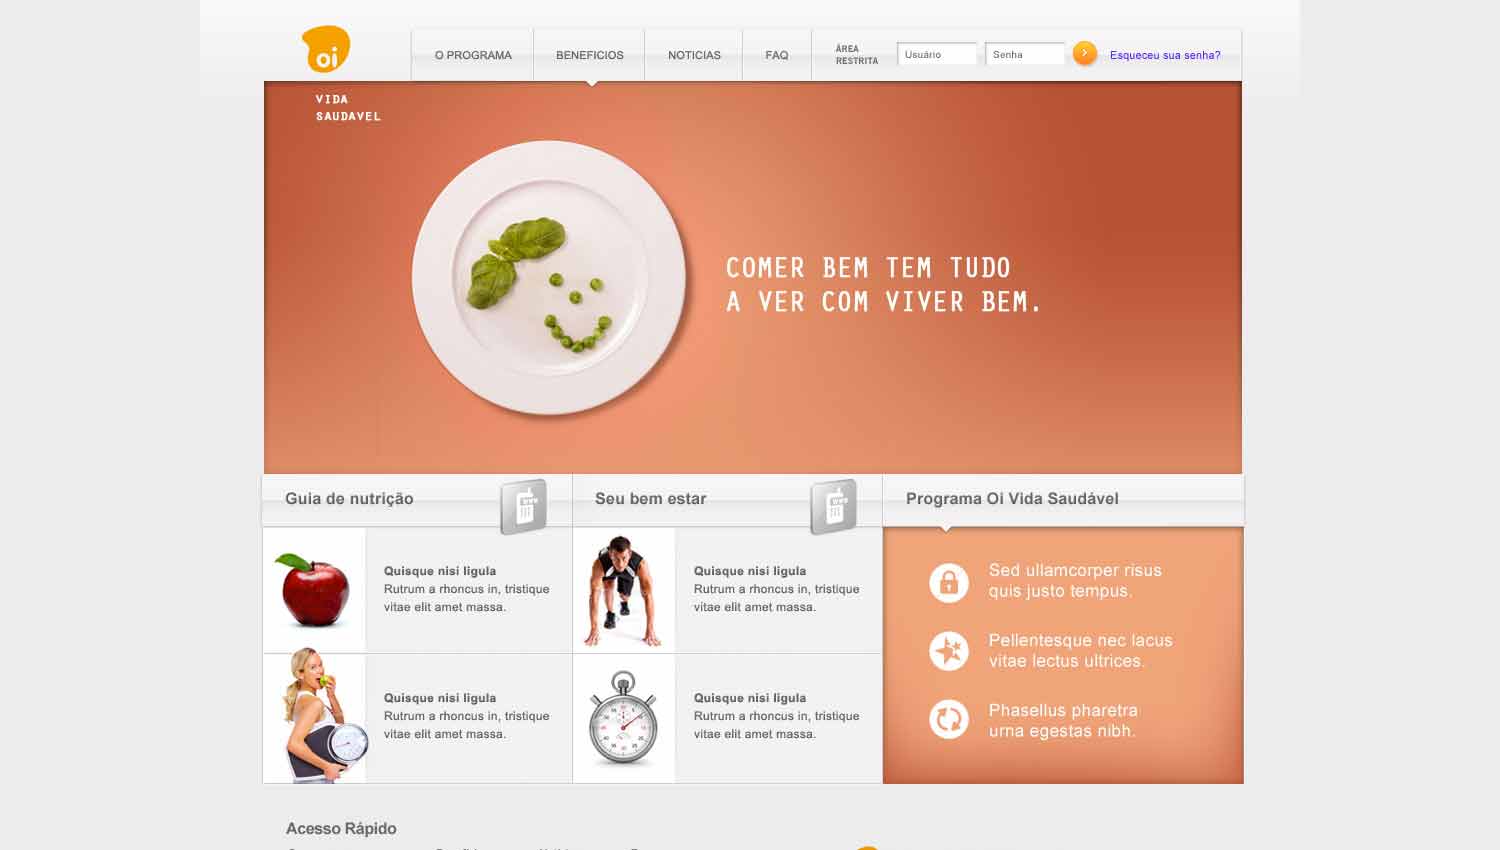 oi
O PROGRAMA
BENEFICIOS
NOTICIAS
FAQ
ÁREA
RESTRITA
Usuário
Senha
Esqueceu sua senha?
VIDA
SAUDAVEL
COMER BEM TEM TUDO
A VER COM VIVER BEM.
Guia de nutrição
Seu bem estar
Programa Oi Vida Saudável
Quisque nisi ligula
Rutrum a rhoncus in, tristique
vitae elit amet massa.
Quisque nisi ligula
Rutrum a rhoncus in, tristique
vitae elit amet massa.
Sed ullamcorper risus
quis justo tempus.
Pellentesque nec lacus
vitae lectus ultrices.
Phasellus pharetra
urna egestas nibh.
Quisque nisi ligula
Rutrum a rhoncus in, tristique
vitae elit amet massa.
Quisque nisi ligula
Rutrum a rhoncus in, tristique
vitae elit amet massa.
Acesso Rápido